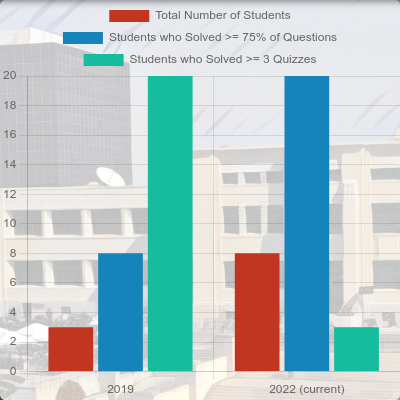 Total Number of Students
Students who Solved >= 75% of Questions
Students who Solved >= 3 Quizzes
20
18
16
14
12
10
8
6
4
2
0
2019 2022 (current)